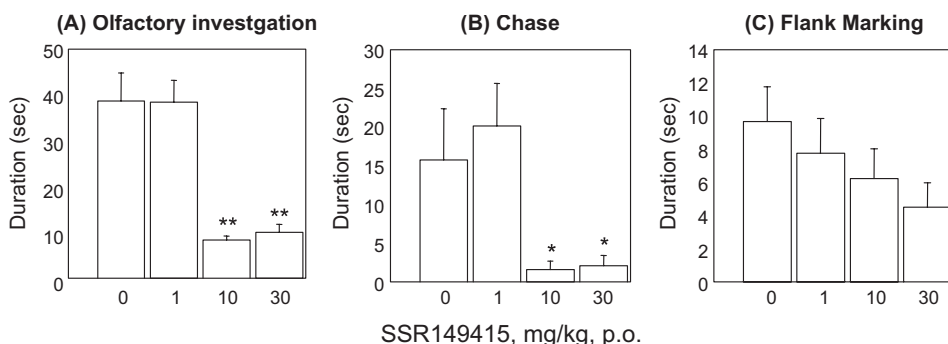 (A) Olfactory investgation
(B) Chase
(C) Flank Marking
Duration (sec)
50
40
30
20
10
0
0 1 10 30
** **
Duration (sec)
30
25
20
15
10
5
0
0 1 10 30
* *
Duration (sec)
14
12
10
8
6
4
2
0
0 1 10 30
SSR149415, mg/kg, p.o.